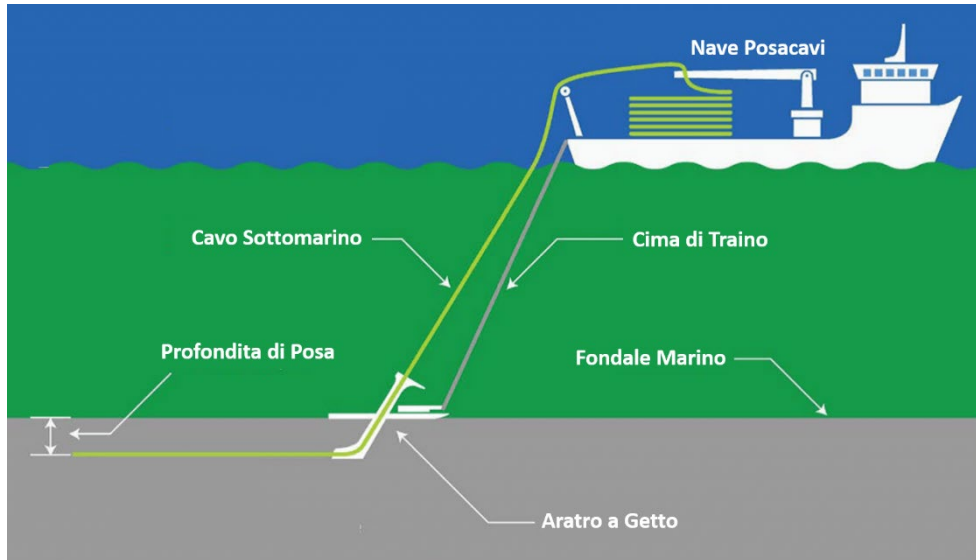 Nave Posacavi
Cavo Sottomarino
Cima di Traino
Profondita di Posa
Fondale Marino
Aratro a Getto